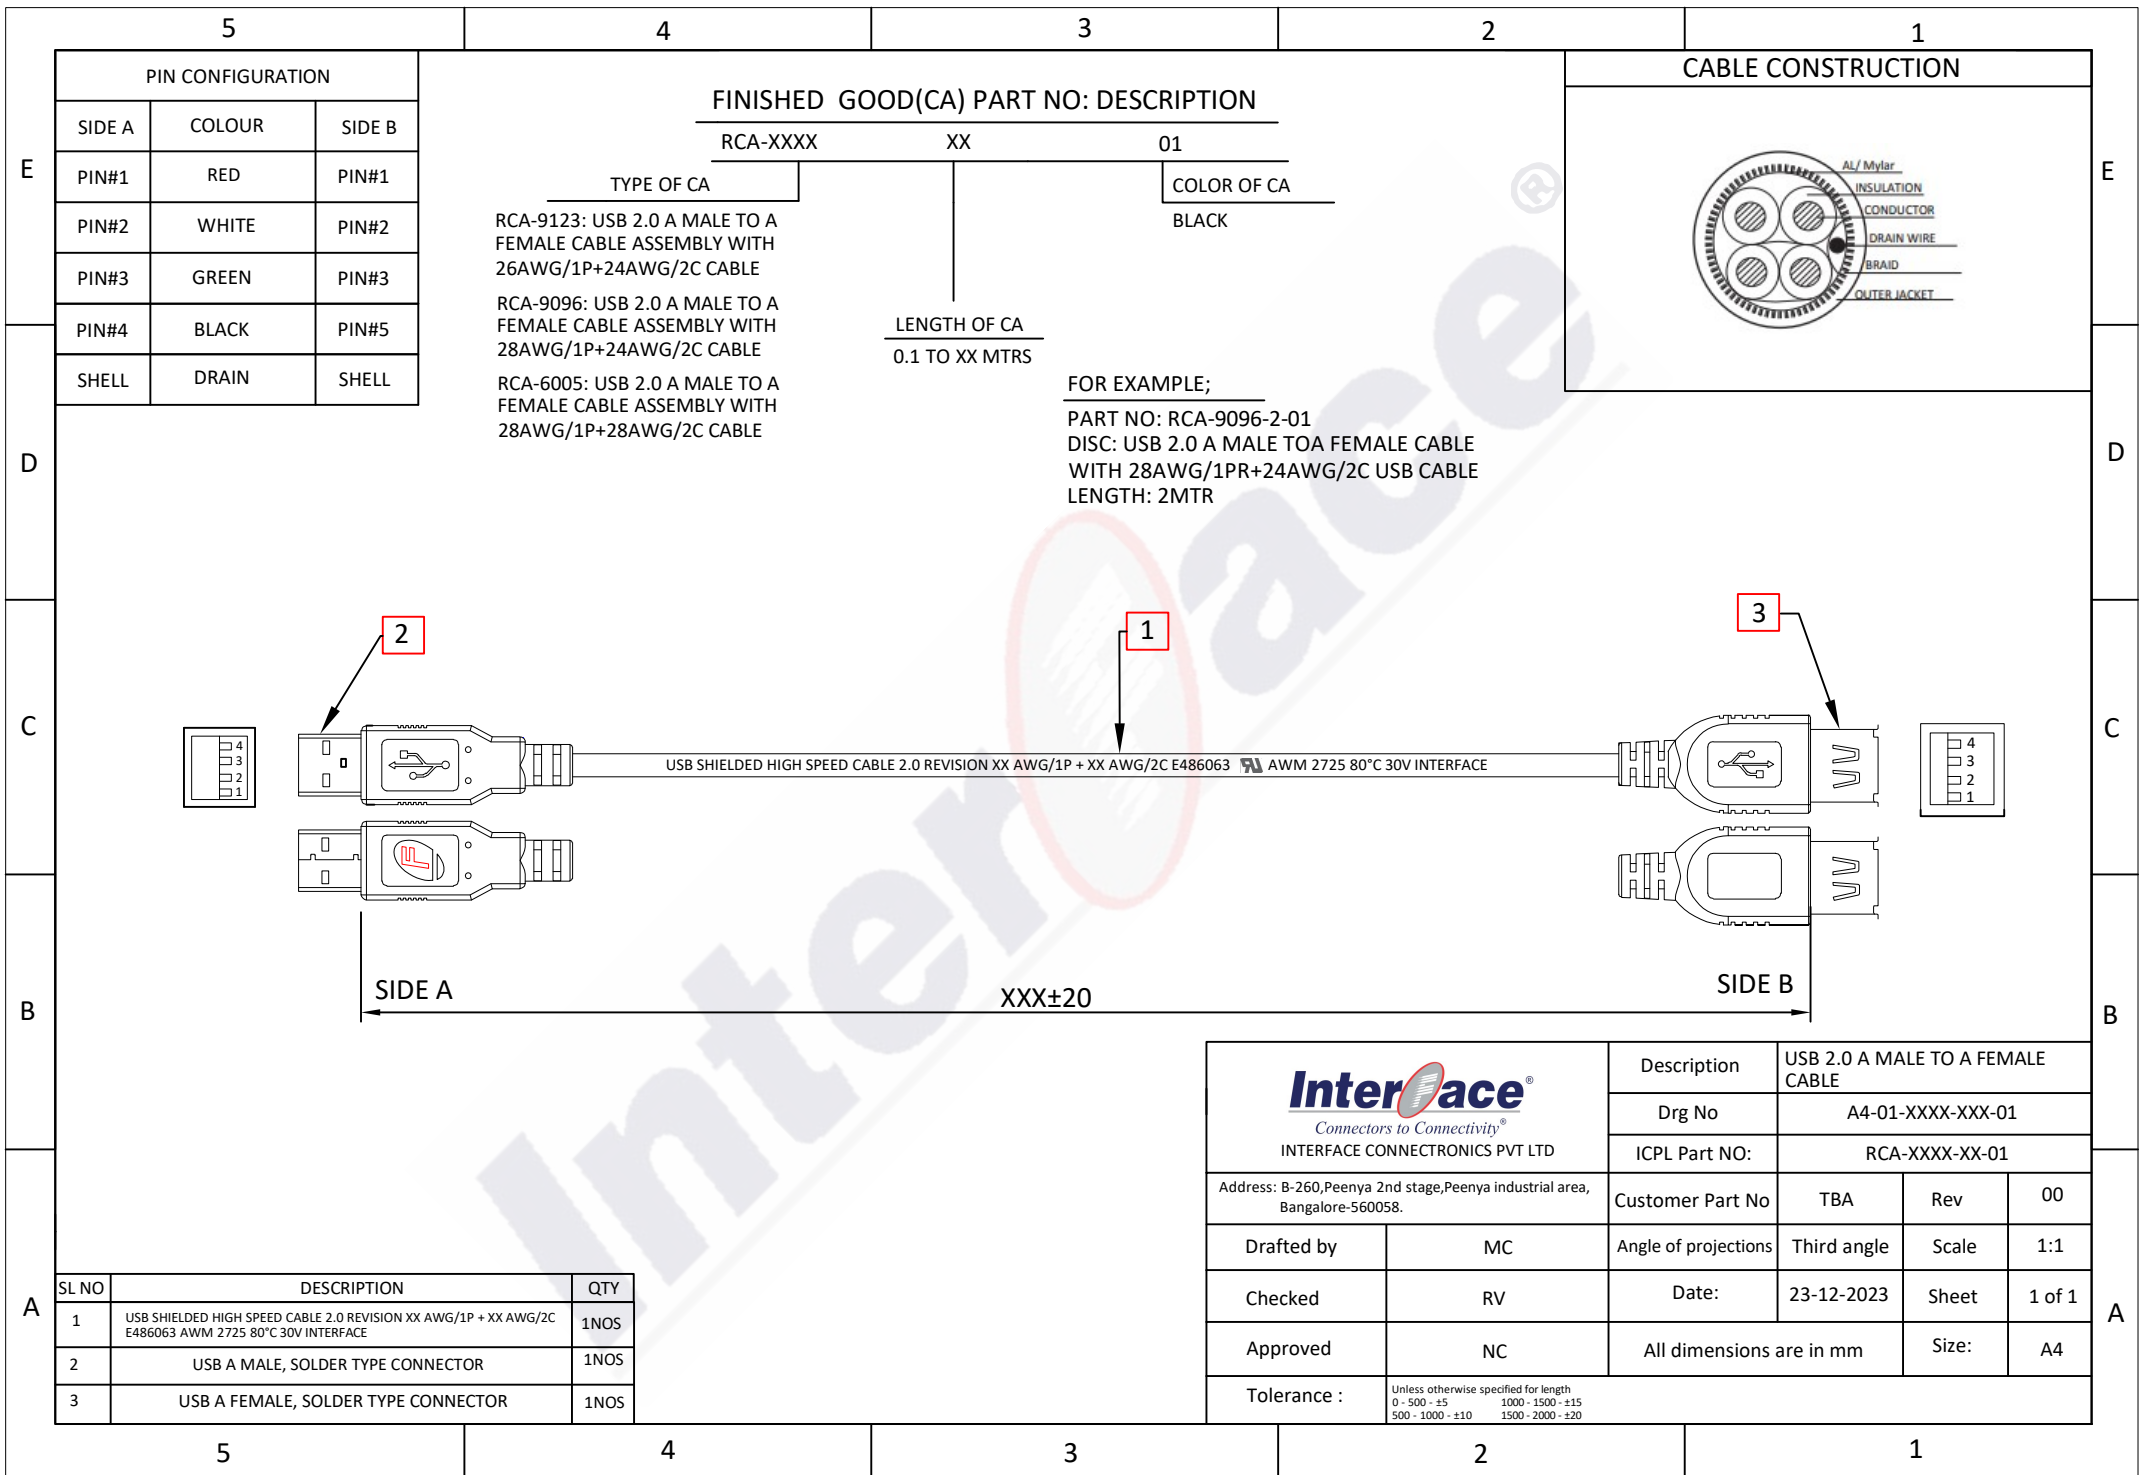 5 4 3 2 1
E
D
C
B
A
PIN CONFIGURATION
SIDE A COLOUR SIDE B
PIN#1 RED PIN#1
PIN#2 WHITE PIN#2
PIN#3 GREEN PIN#3
PIN#4 BLACK PIN#5
SHELL DRAIN SHELL
FINISHED GOOD(CA) PART NO: DESCRIPTION
RCA-XXXX XX 01
TYPE OF CA
RCA-9123: USB 2.0 A MALE TO A
FEMALE CABLE ASSEMBLY WITH
26AWG/1P+24AWG/2C CABLE
RCA-9096: USB 2.0 A MALE TO A
FEMALE CABLE ASSEMBLY WITH
28AWG/1P+24AWG/2C CABLE
RCA-6005: USB 2.0 A MALE TO A
FEMALE CABLE ASSEMBLY WITH
28AWG/1P+28AWG/2C CABLE
LENGTH OF CA
0.1 TO XX MTRS
COLOR OF CA
BLACK
FOR EXAMPLE;
PART NO: RCA-9096-2-01
DISC: USB 2.0 A MALE TOA FEMALE CABLE
WITH 28AWG/1PR+24AWG/2C USB CABLE
LENGTH: 2MTR
CABLE CONSTRUCTION
AL/ Mylar
INSULATION
CONDUCTOR
DRAIN WIRE
BRAID
OUTER JACKET
E
D
C
B
A
Interface®
2
1
3
4
3
2
1
USB SHIELDED HIGH SPEED CABLE 2.0 REVISION XX AWG/1P + XX AWG/2C E486063 AWM 2725 80°C 30V INTERFACE
4
3
2
1
SIDE A
XXX±20
SIDE B
SL NO DESCRIPTION QTY
1 USB SHIELDED HIGH SPEED CABLE 2.0 REVISION XX AWG/1P + XX AWG/2C
E486063 AWM 2725 80°C 30V INTERFACE 1NOS
2 USB A MALE, SOLDER TYPE CONNECTOR 1NOS
3 USB A FEMALE, SOLDER TYPE CONNECTOR 1NOS
Interface®
Connectors to Connectivity®
INTERFACE CONNECTRONICS PVT LTD
Address: B-260,Peenya 2nd stage,Peenya industrial area,
Bangalore-560058.
Description USB 2.0 A MALE TO A FEMALE
CABLE
Drg No A4-01-XXXX-XXX-01
ICPL Part NO: RCA-XXXX-XX-01
Customer Part No TBA Rev 00
Drafted by MC Angle of projections Third angle Scale 1:1
Checked RV Date: 23-12-2023 Sheet 1 of 1
Approved NC All dimensions are in mm Size: A4
Tolerance : Unless otherwise specified for length
0 - 500 - ±5 1000 - 1500 - ±15
500 - 1000 - ±10 1500 - 2000 - ±20
5 4 3 2 1